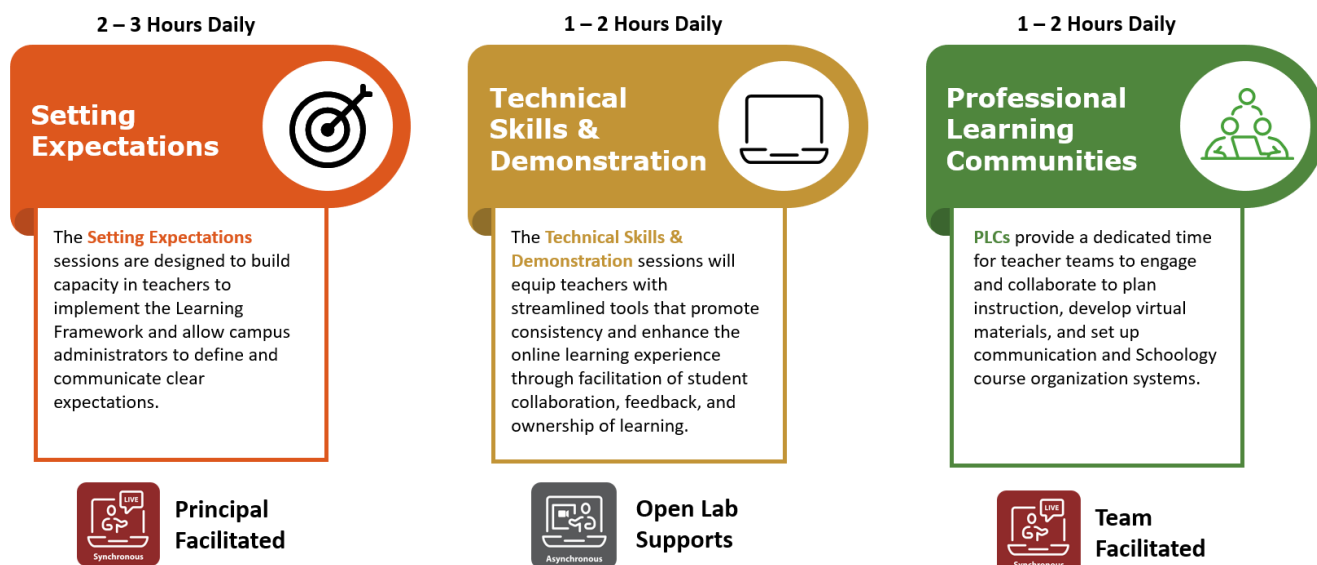 2 – 3 Hours Daily
Setting
Expectations
The Setting Expectations
sessions are designed to build
capacity in teachers to
implement the Learning
Framework and allow campus
administrators to define and
communicate clear
expectations.
LIVE
Synchronous
Principal
Facilitated
1 – 2 Hours Daily
Technical
Skills &
Demonstration
The Technical Skills &
Demonstration sessions will
equip teachers with
streamlined tools that promote
consistency and enhance the
online learning experience
through facilitation of student
collaboration, feedback, and
ownership of learning.
Asynchronous
Open Lab
Supports
1 – 2 Hours Daily
Professional
Learning
Communities
PLCs provide a dedicated time
for teacher teams to engage
and collaborate to plan
instruction, develop virtual
materials, and set up
communication and Schoology
course organization systems.
LIVE
Synchronous
Team
Facilitated